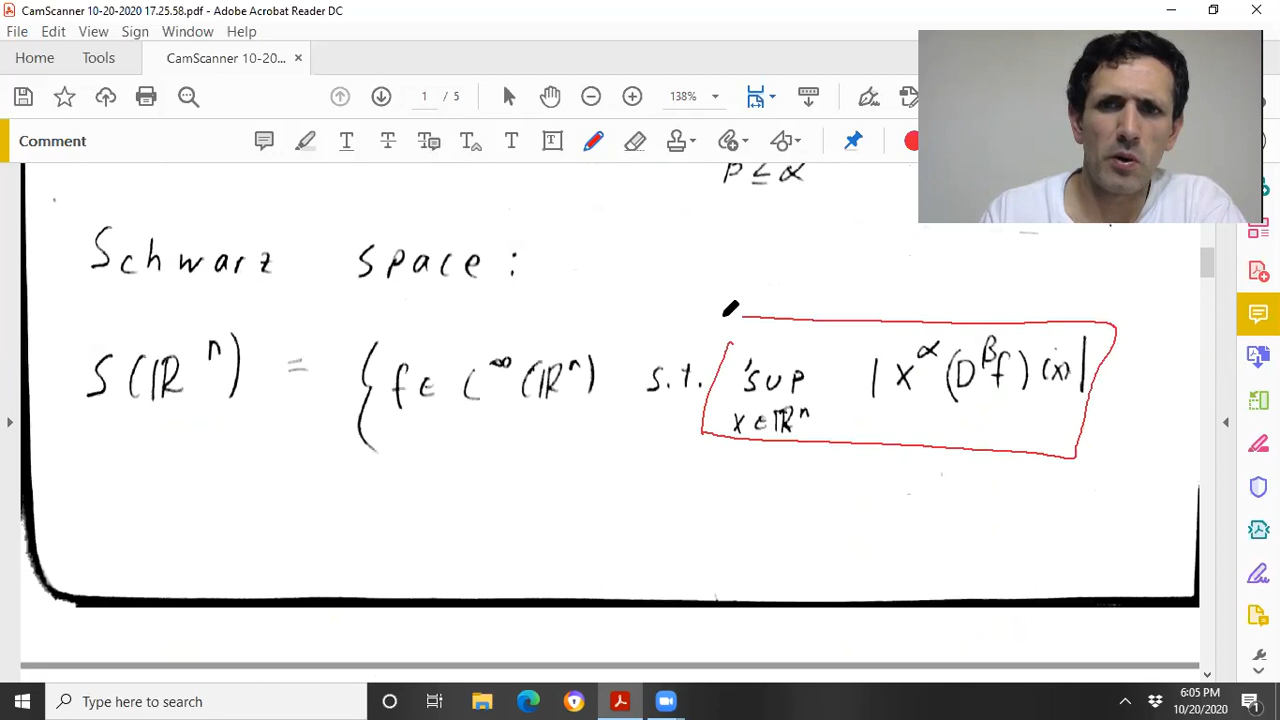 CamScanner 10-20-2020 17.25.58.pdf - Adobe Acrobat Reader DC
File Edit View Sign Window Help
Home Tools CamScanner 10-20... ×
1 / 5 138%
Comment
β ≤ α
Schwarz space :
S(ℝⁿ) = { f ∈ C^∞(ℝⁿ) s.t. sup | x^α (D^β f)(x) |
x ∈ ℝⁿ
Type here to search
6:05 PM
10/20/2020
1